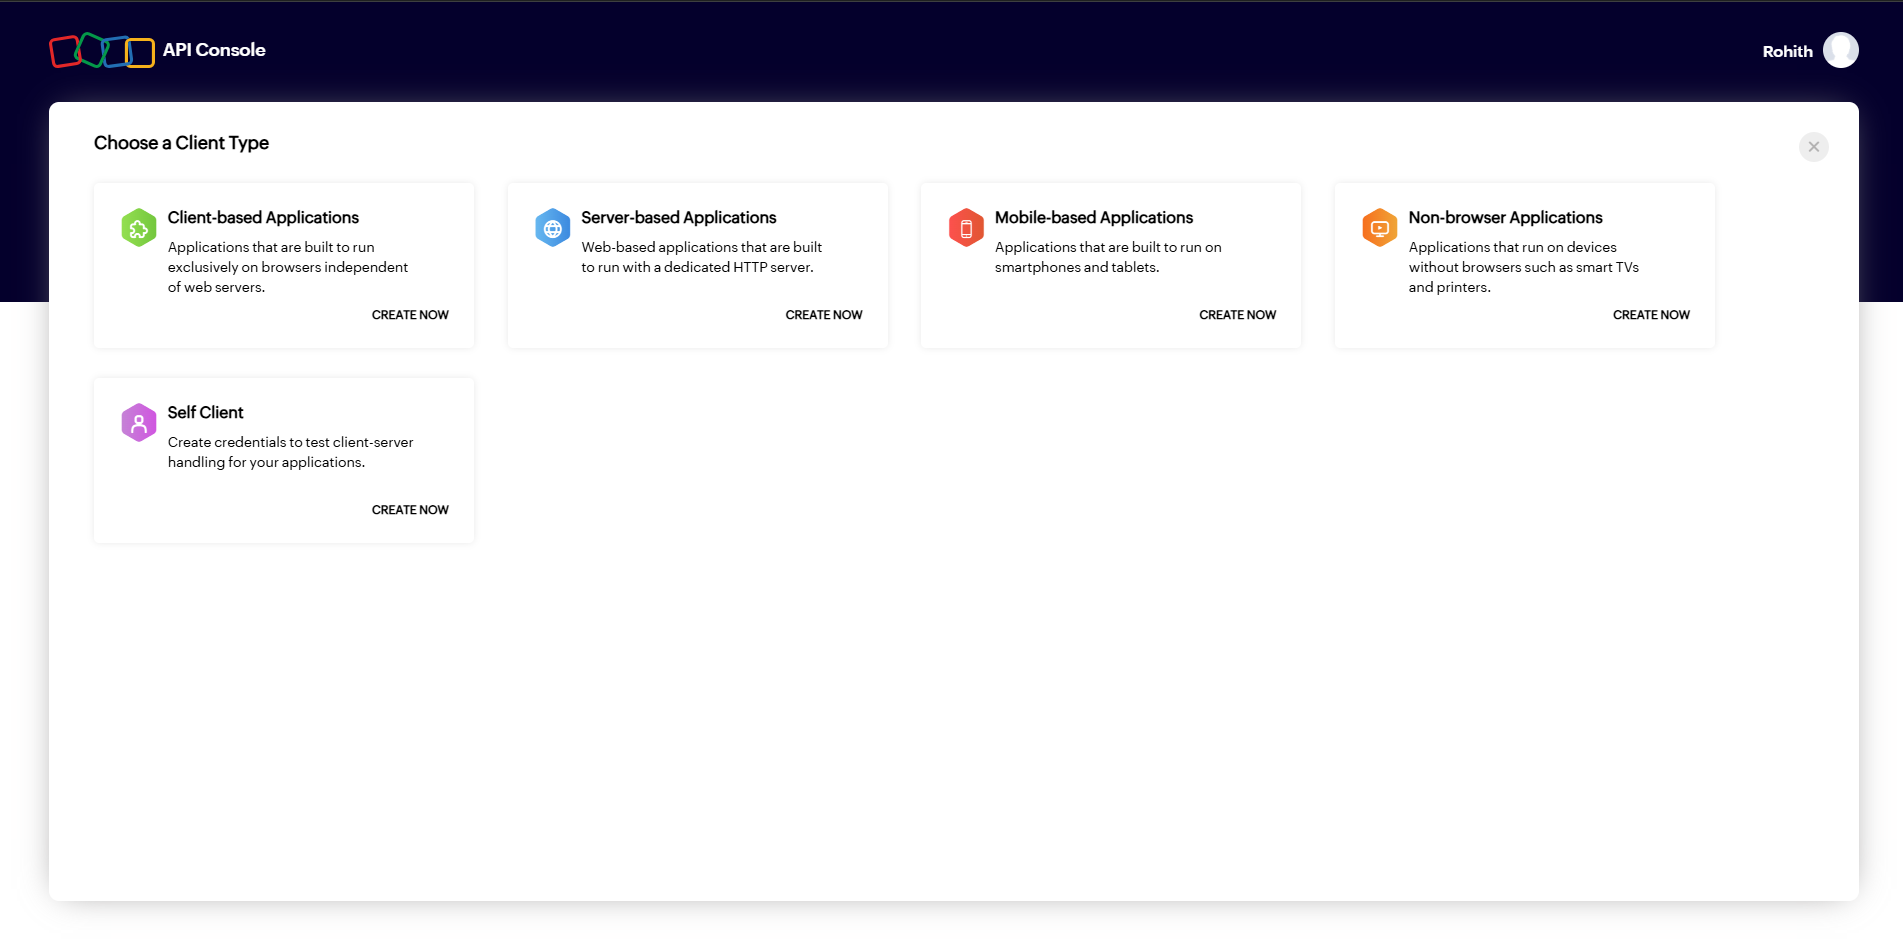 API Console
Rohith
Choose a Client Type
Client-based Applications
Applications that are built to run
exclusively on browsers independent
of web servers.
CREATE NOW
Server-based Applications
Web-based applications that are built
to run with a dedicated HTTP server.
CREATE NOW
Mobile-based Applications
Applications that are built to run on
smartphones and tablets.
CREATE NOW
Non-browser Applications
Applications that run on devices
without browsers such as smart TVs
and printers.
CREATE NOW
Self Client
Create credentials to test client-server
handling for your applications.
CREATE NOW